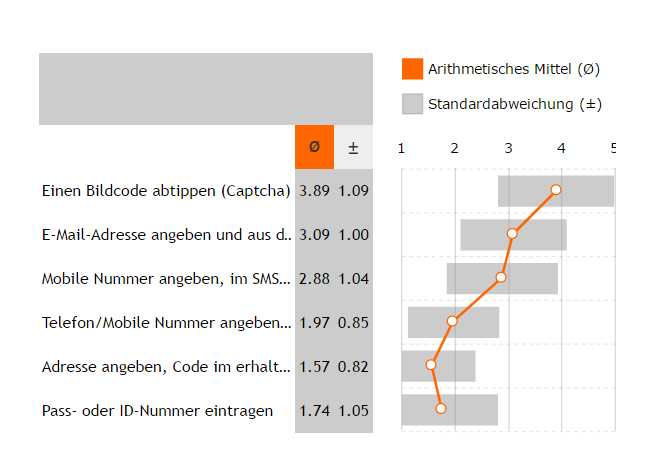 Arithmetisches Mittel (Ø)
Standardabweichung (±)
Ø ± 1 2 3 4 5
Einen Bildcode abtippen (Captcha) 3.89 1.09
E-Mail-Adresse angeben und aus d.. 3.09 1.00
Mobile Nummer angeben, im SMS... 2.88 1.04
Telefon/Mobile Nummer angeben... 1.97 0.85
Adresse angeben, Code im erhalt... 1.57 0.82
Pass- oder ID-Nummer eintragen 1.74 1.05